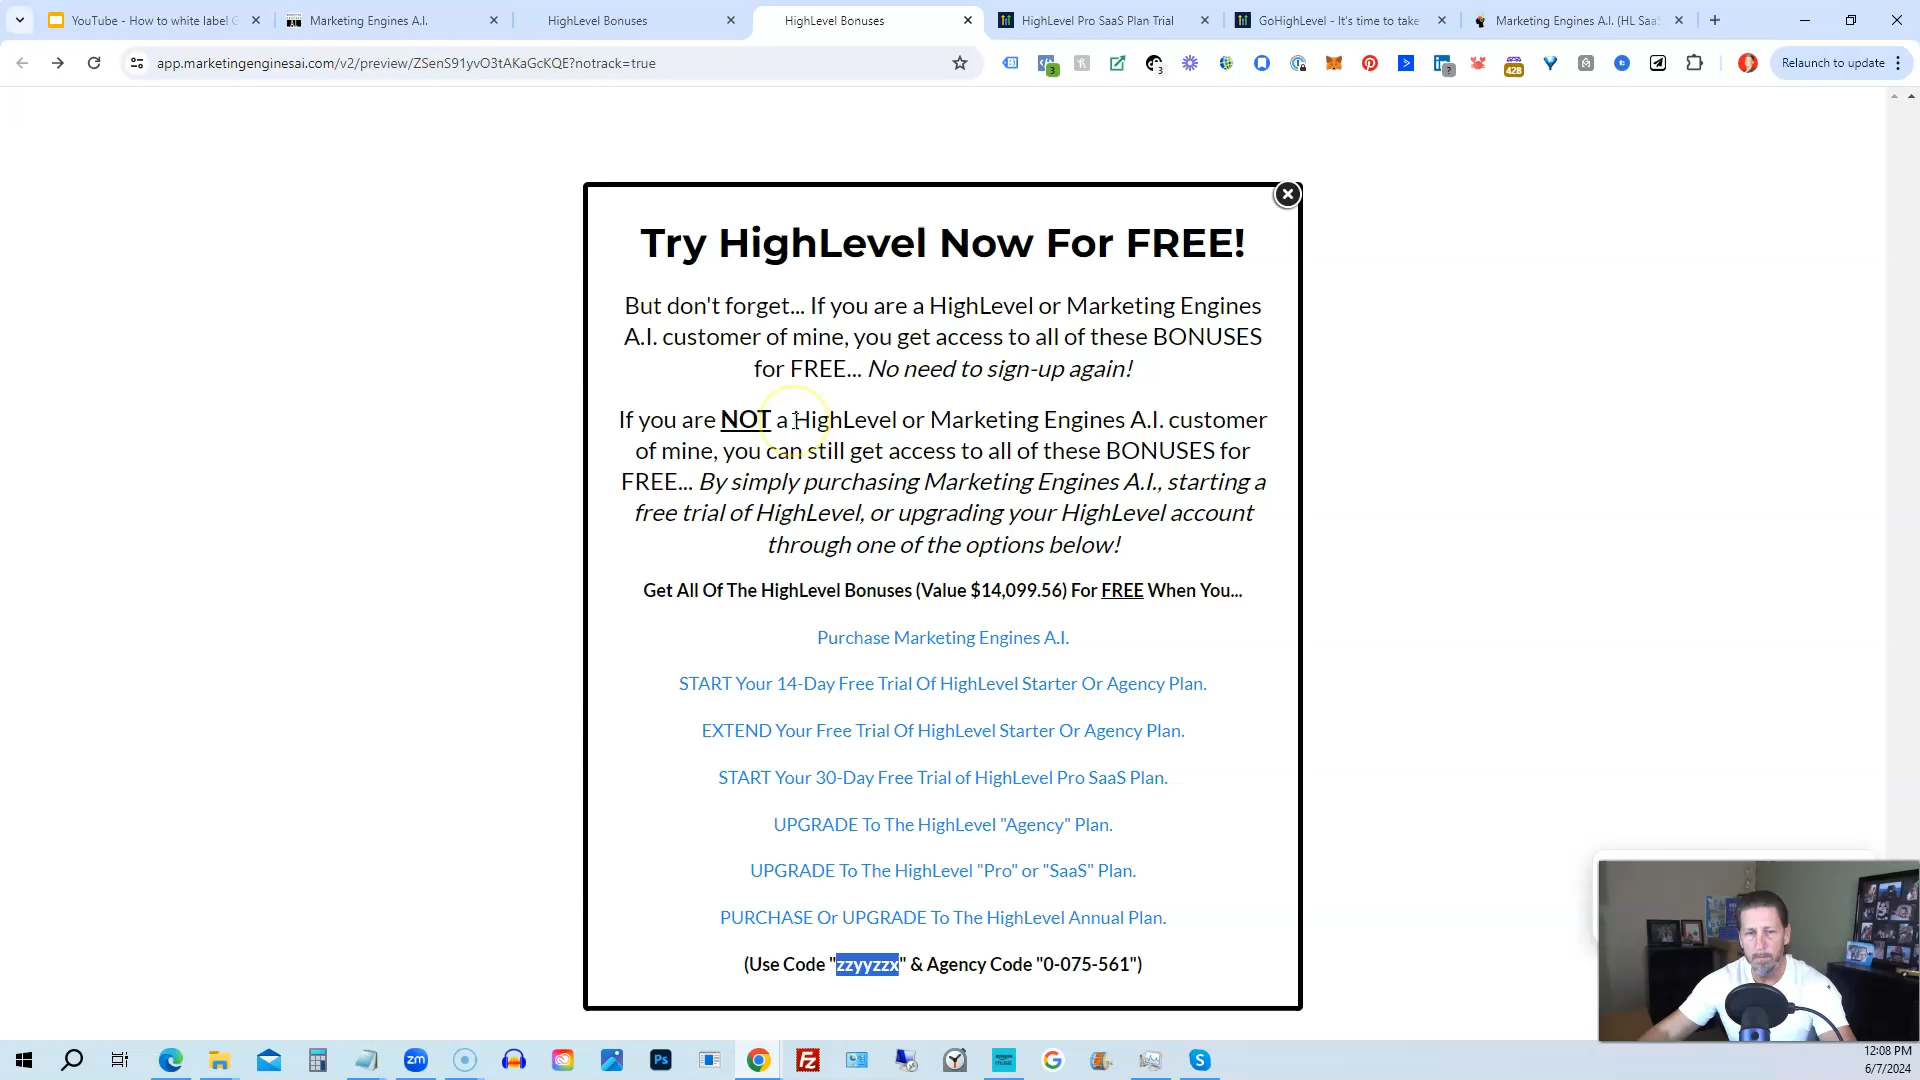 YouTube - How to white label G
Marketing Engines A.I.
HighLevel Bonuses
HighLevel Bonuses
HighLevel Pro SaaS Plan Trial
GoHighLevel - It's time to take
Marketing Engines A.I. (HL SaaS
app.marketingenginesai.com/v2/preview/ZSenS91yvO3tAKaGcKQE?notrack=true
3
3
?
428
Relaunch to update
Try HighLevel Now For FREE!
But don't forget... If you are a HighLevel or Marketing Engines
A.I. customer of mine, you get access to all of these BONUSES
for FREE... No need to sign-up again!
If you are NOT a HighLevel or Marketing Engines A.I. customer
of mine, you can still get access to all of these BONUSES for
FREE... By simply purchasing Marketing Engines A.I., starting a
free trial of HighLevel, or upgrading your HighLevel account
through one of the options below!
Get All Of The HighLevel Bonuses (Value $14,099.56) For FREE When You...
Purchase Marketing Engines A.I.
START Your 14-Day Free Trial Of HighLevel Starter Or Agency Plan.
EXTEND Your Free Trial Of HighLevel Starter Or Agency Plan.
START Your 30-Day Free Trial of HighLevel Pro SaaS Plan.
UPGRADE To The HighLevel "Agency" Plan.
UPGRADE To The HighLevel "Pro" or "SaaS" Plan.
PURCHASE Or UPGRADE To The HighLevel Annual Plan.
(Use Code "zzyyzzx" & Agency Code "0-075-561")
zm
Ps
Fz
amazon
music
12:08 PM
6/7/2024